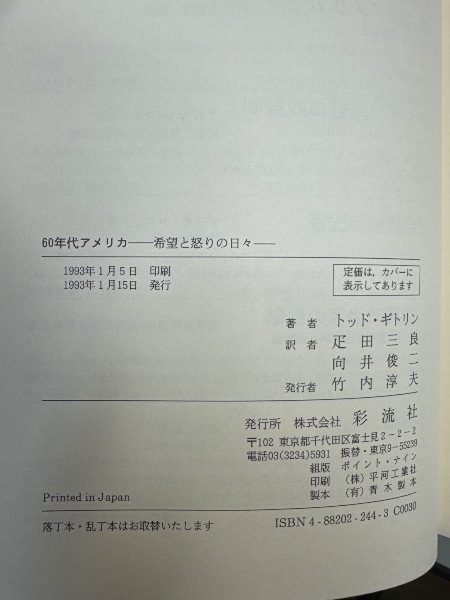 60年代アメリカ——希望と怒りの日々——
1993年1月5日 印刷
1993年1月15日 発行
定価は、カバーに
表示してあります
著者 トッド・ギトリン
訳者 疋田三良
向井俊二
発行者 竹内淳夫
発行所 株式会社 彩流社
〒102 東京都千代田区富士見2-2-2
電話03(3234)5931 振替・東京9-55239
組版 ポイント・ナイン
印刷 (株)平河工業社
製本 (有)青木製本
Printed in Japan
落丁本・乱丁本はお取替いたします
ISBN 4-88202-244-3 C0030